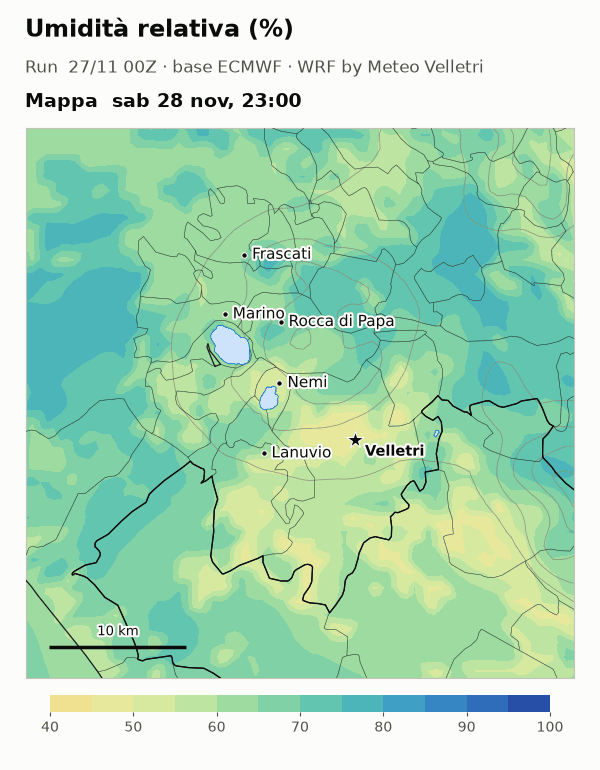 Umidità relativa (%)
Run  27/11 00Z · base ECMWF · WRF by Meteo Velletri
Mappa  sab 28 nov, 23:00
Frascati
Marino
Rocca di Papa
Nemi
Velletri
Lanuvio
10 km
40 50 60 70 80 90 100